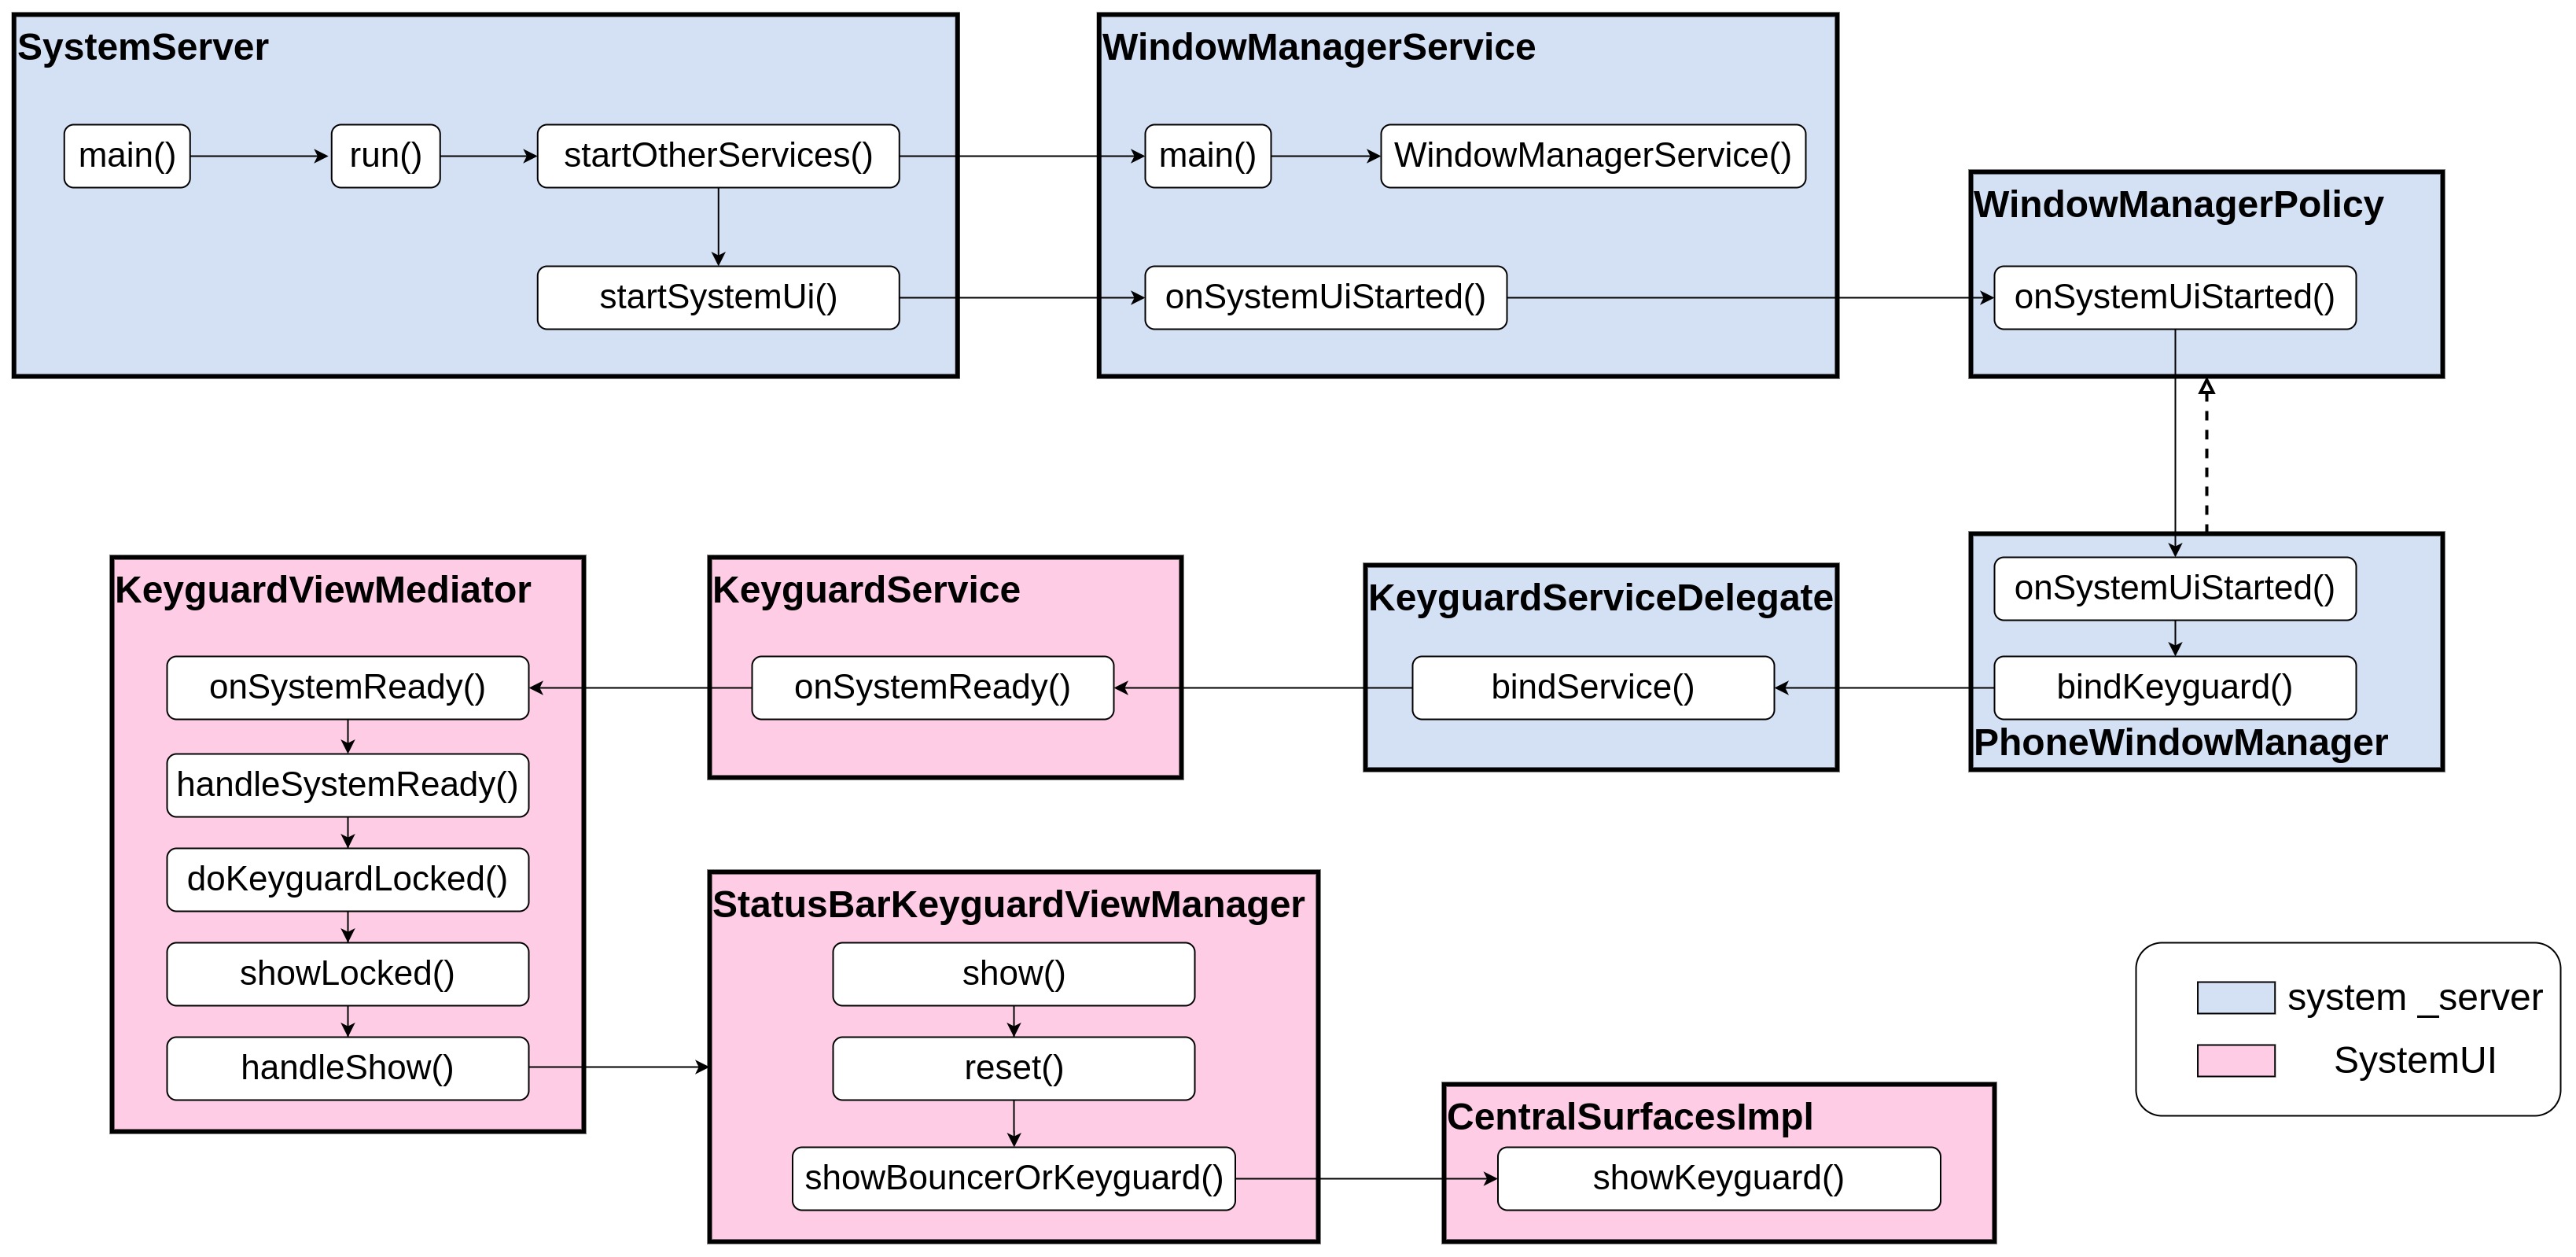 SystemServer
main()
run()
startOtherServices()
startSystemUi()
WindowManagerService
main()
WindowManagerService()
onSystemUiStarted()
WindowManagerPolicy
onSystemUiStarted()
onSystemUiStarted()
bindKeyguard()
PhoneWindowManager
KeyguardServiceDelegate
bindService()
KeyguardService
onSystemReady()
KeyguardViewMediator
onSystemReady()
handleSystemReady()
doKeyguardLocked()
showLocked()
handleShow()
StatusBarKeyguardViewManager
show()
reset()
showBouncerOrKeyguard()
CentralSurfacesImpl
showKeyguard()
system _server
SystemUI